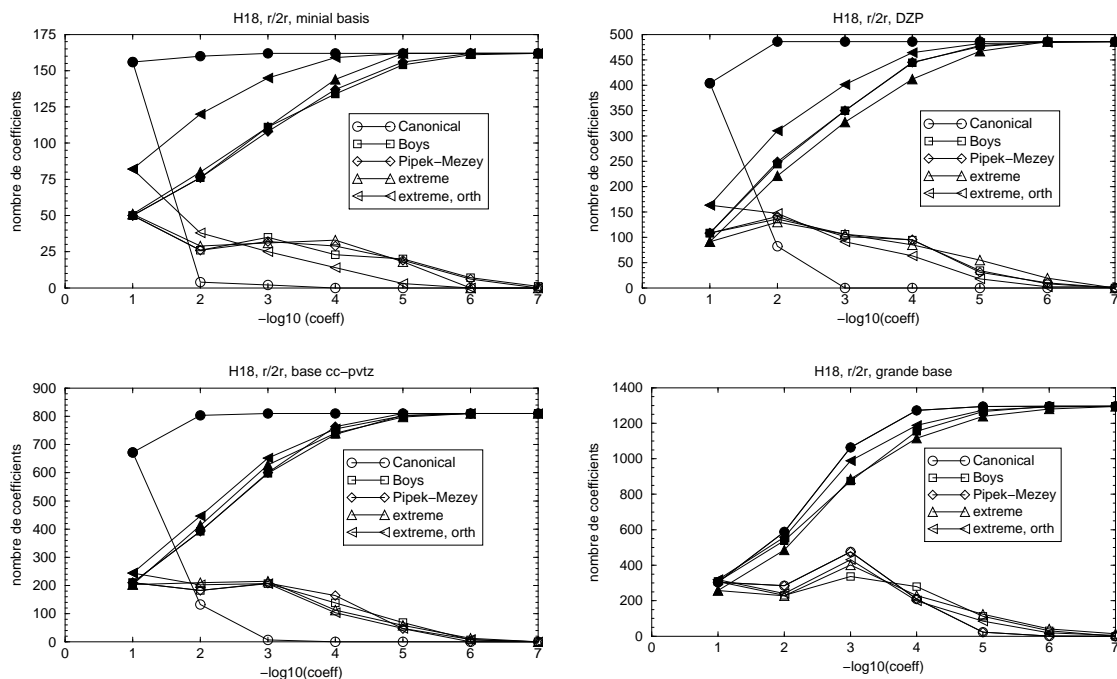 H18, r/2r, minial basis
nombre de coefficients
175
150
125
100
75
50
25
0
Canonical
Boys
Pipek−Mezey
extreme
extreme, orth
0 1 2 3 4 5 6 7
−log10 (coeff)
H18, r/2r, DZP
nombre de coefficients
500
450
400
350
300
250
200
150
100
50
0
Canonical
Boys
Pipek−Mezey
extreme
extreme, orth
0 1 2 3 4 5 6 7
−log10(coeff)
H18, r/2r, base cc−pvtz
nombre de coefficients
900
800
700
600
500
400
300
200
100
0
Canonical
Boys
Pipek−Mezey
extreme
extreme, orth
0 1 2 3 4 5 6 7
−log10(coeff)
H18, r/2r, grande base
nombre de coefficients
1400
1200
1000
800
600
400
200
0
Canonical
Boys
Pipek−Mezey
extreme
extreme, orth
0 1 2 3 4 5 6 7
−log10(coeff)